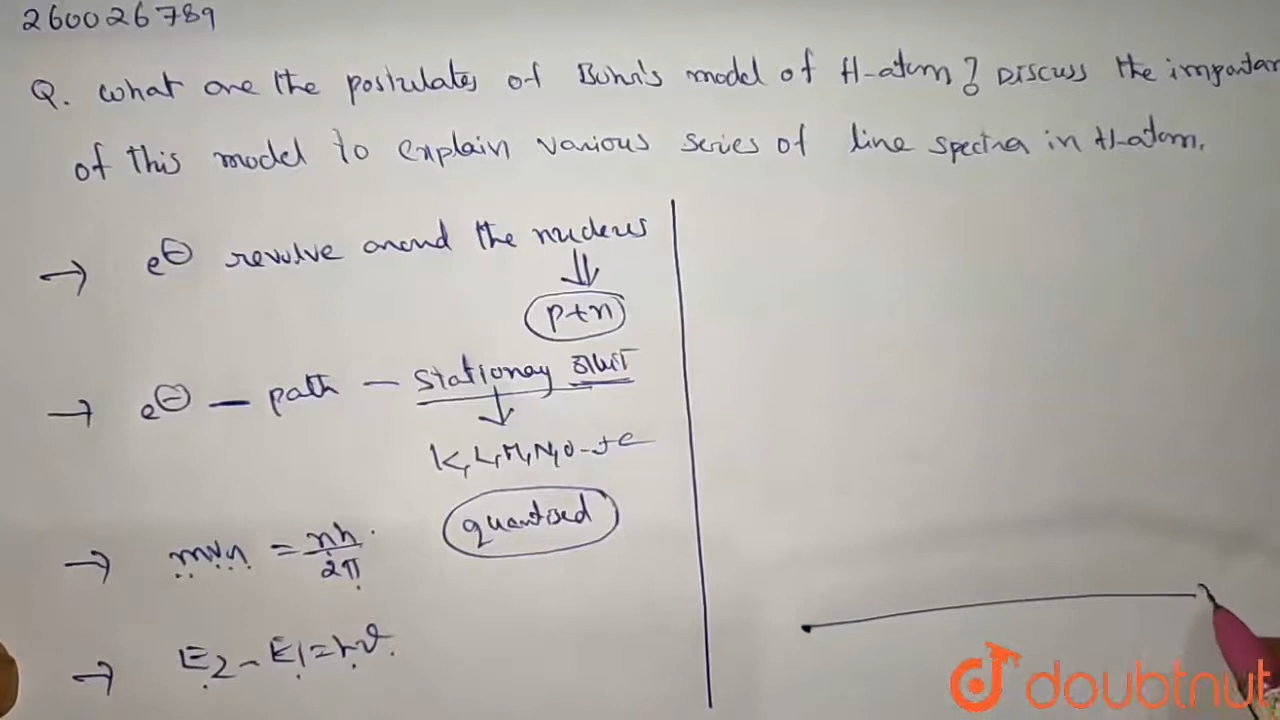 260026789
Q. What are the postulates of Bohr's model of H-atom? Discuss the importan
of this model to explain various series of line spectra in H-atom.
→ e⊖ revolve around the nucleus
⇓
p+n
→ e⊖ — path — Stationary orbit
↓
K, L, M, N, O - - te
quantised
→ mvr = nh/2π
→ E2 - E1 = hν
doubtnut